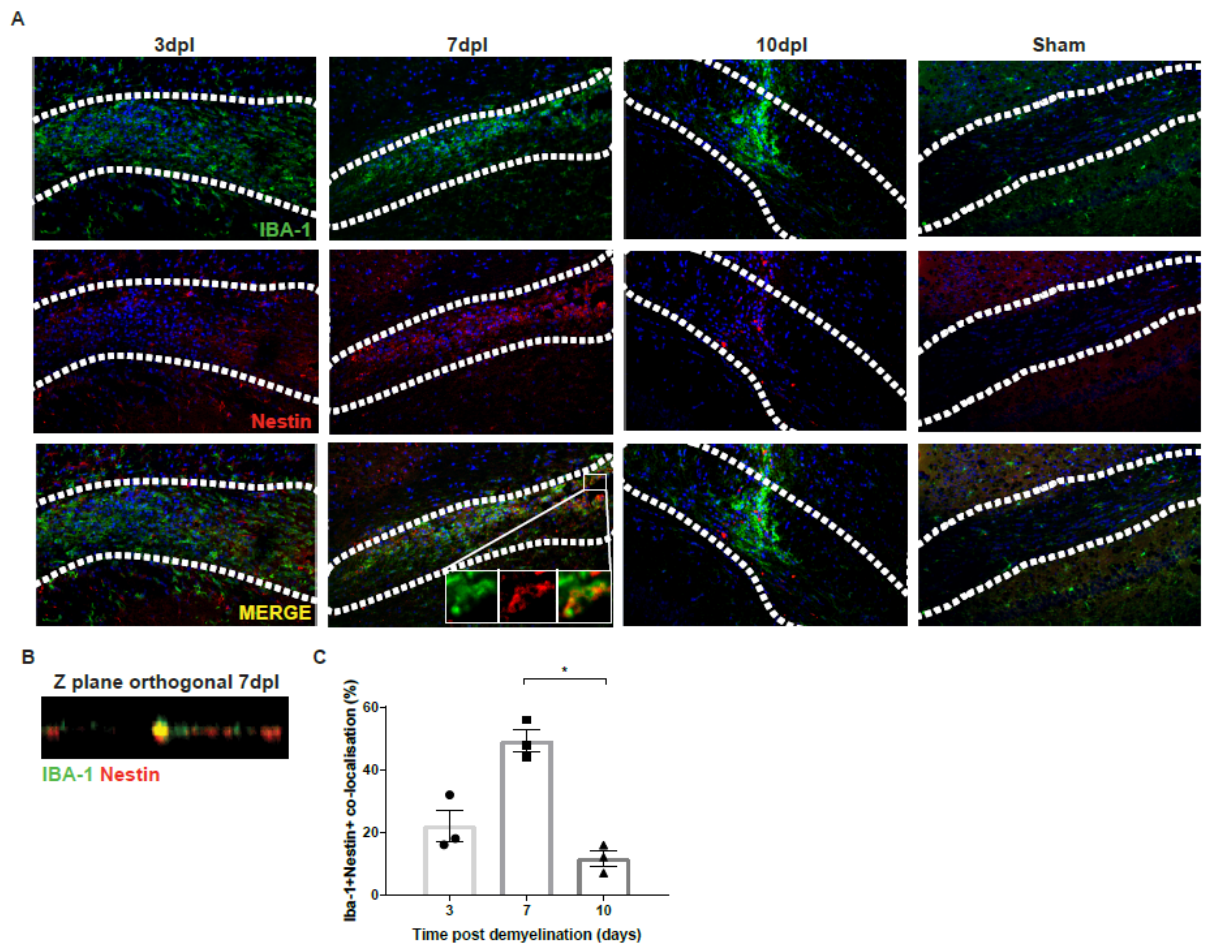 A
3dpl
7dpl
10dpl
Sham
IBA-1
Nestin
MERGE
B
Z plane orthogonal 7dpl
IBA-1 Nestin
C
*
Iba-1+Nestin+ co-localisation (%)
60
40
20
0
3
7
10
Time post demyelination (days)